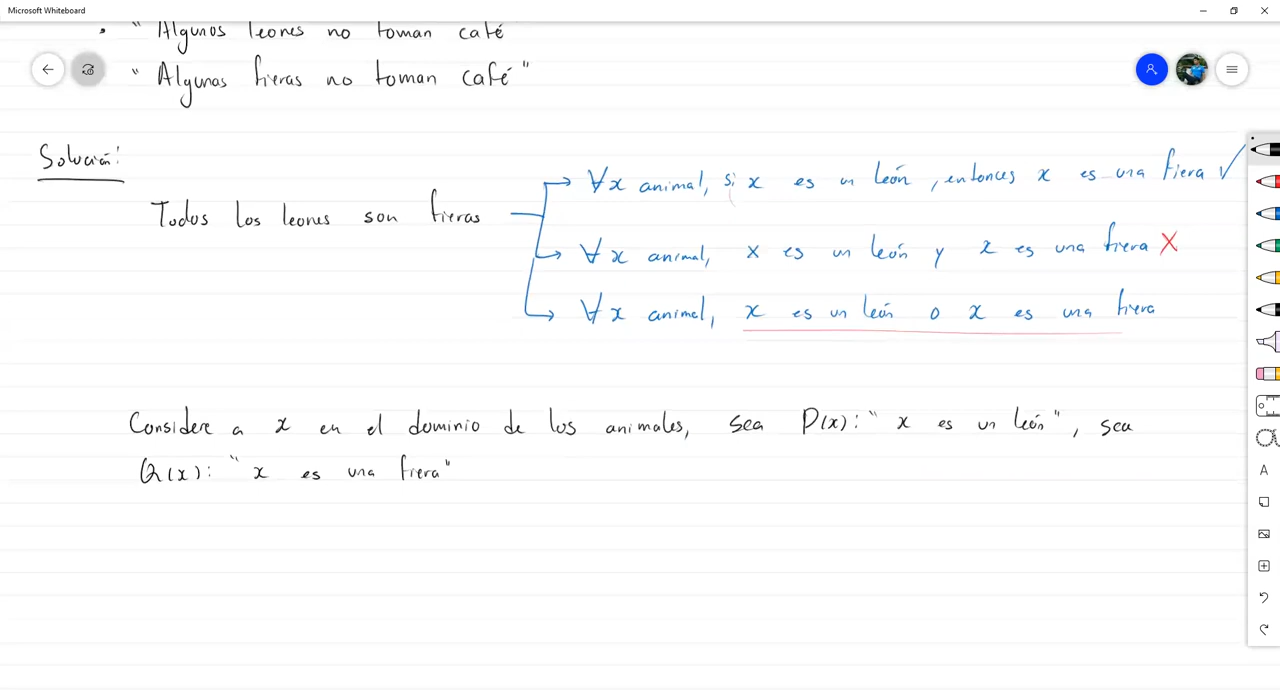 Microsoft Whiteboard
• " Algunos leones no toman café
" Algunas fieras no toman café "
Solución:
Todos los leones son fieras
∀x animal, si x es un león, entonces x es una fiera ✓
∀x animal, x es un león y x es una fiera X
∀x animal, x es un león o x es una fiera
Considere a x en el dominio de los animales, sea P(x): " x es un león", sea
Q(x): " x es una fiera"
A